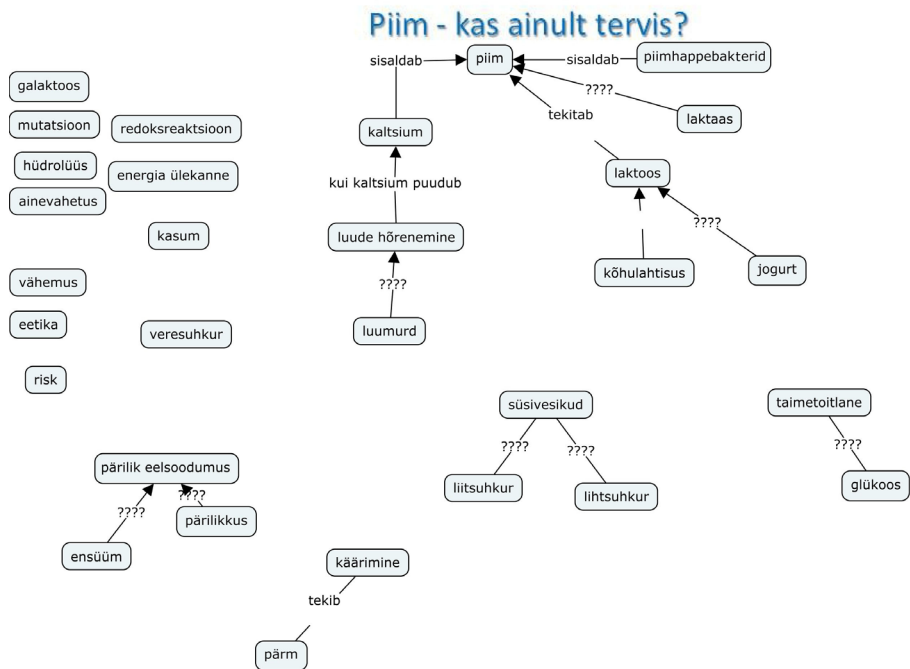 Piim - kas ainult tervis?
sisaldab
piim
sisaldab
piimhappebakterid
galaktoos
????
mutatsioon
redoksreaktsioon
kaltsium
tekitab
laktaas
hüdrolüüs
energia ülekanne
kui kaltsium puudub
laktoos
ainevahetus
kasum
luude hõrenemine
????
vähemus
????
kõhulahtisus
jogurt
eetika
veresuhkur
luumurd
risk
süsivesikud
taimetoitlane
????
????
????
pärilik eelsoodumus
liitsuhkur
lihtsuhkur
glükoos
????
????
pärilikkus
ensüüm
käärimine
tekib
pärm